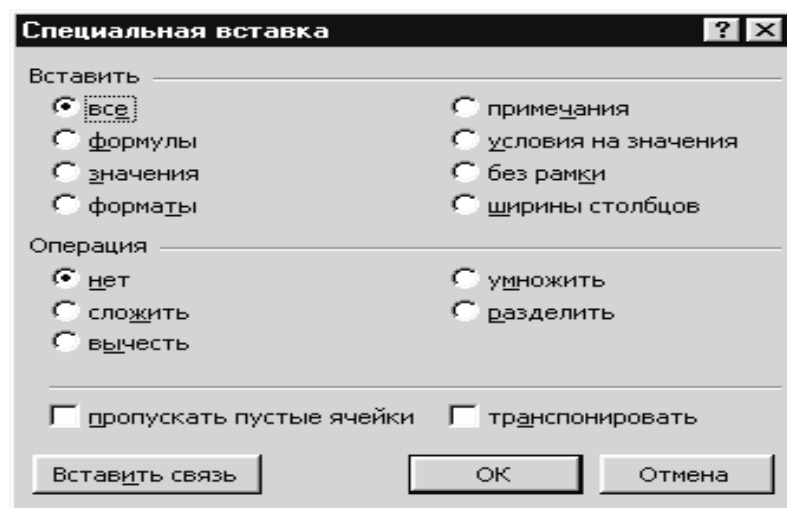 Специальная вставка ? ×
Вставить
все
формулы
значения
форматы
примечания
условия на значения
без рамки
ширины столбцов
Операция
нет
сложить
вычесть
умножить
разделить
пропускать пустые ячейки
транспонировать
Вставить связь
ОК
Отмена